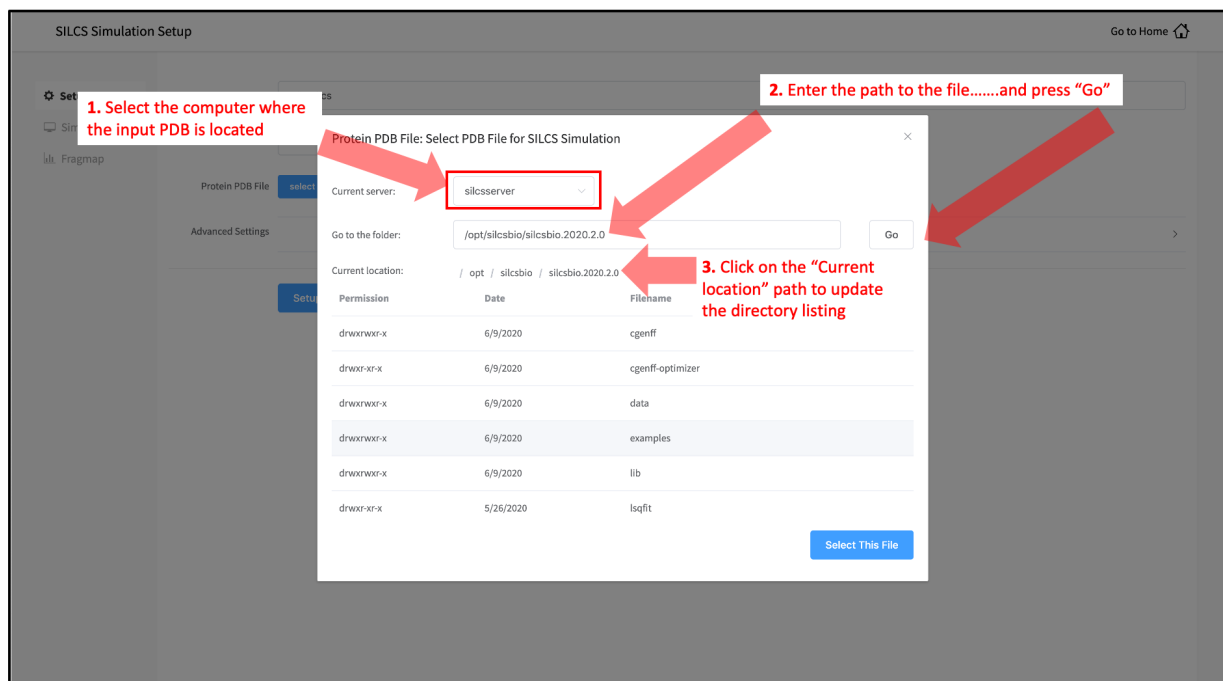 SILCS Simulation Setup
Go to Home
Set
1. Select the computer where
the input PDB is located
cs
2. Enter the path to the file.......and press “Go”
Sim
Fragmap
Protein PDB File: Select PDB File for SILCS Simulation
Protein PDB File
select
Current server:
silcsserver
Advanced Settings
Go to the folder:
/opt/silcsbio/silcsbio.2020.2.0
Go
Current location:
/ opt / silcsbio / silcsbio.2020.2.0
3. Click on the “Current
location” path to update
the directory listing
Setu
Permission Date Filename
drwxrwxr-x 6/9/2020 cgenff
drwxr-xr-x 6/9/2020 cgenff-optimizer
drwxrwxr-x 6/9/2020 data
drwxrwxr-x 6/9/2020 examples
drwxrwxr-x 6/9/2020 lib
drwxr-xr-x 5/26/2020 lsqfit
Select This File